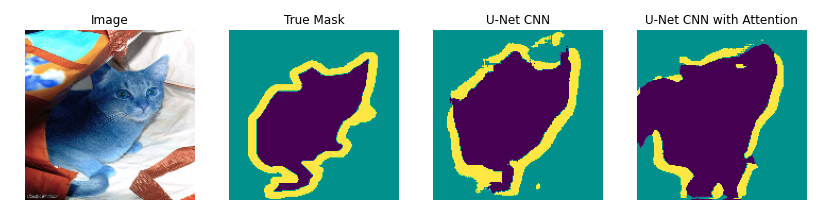 Image
True Mask
U-Net CNN
U-Net CNN with Attention